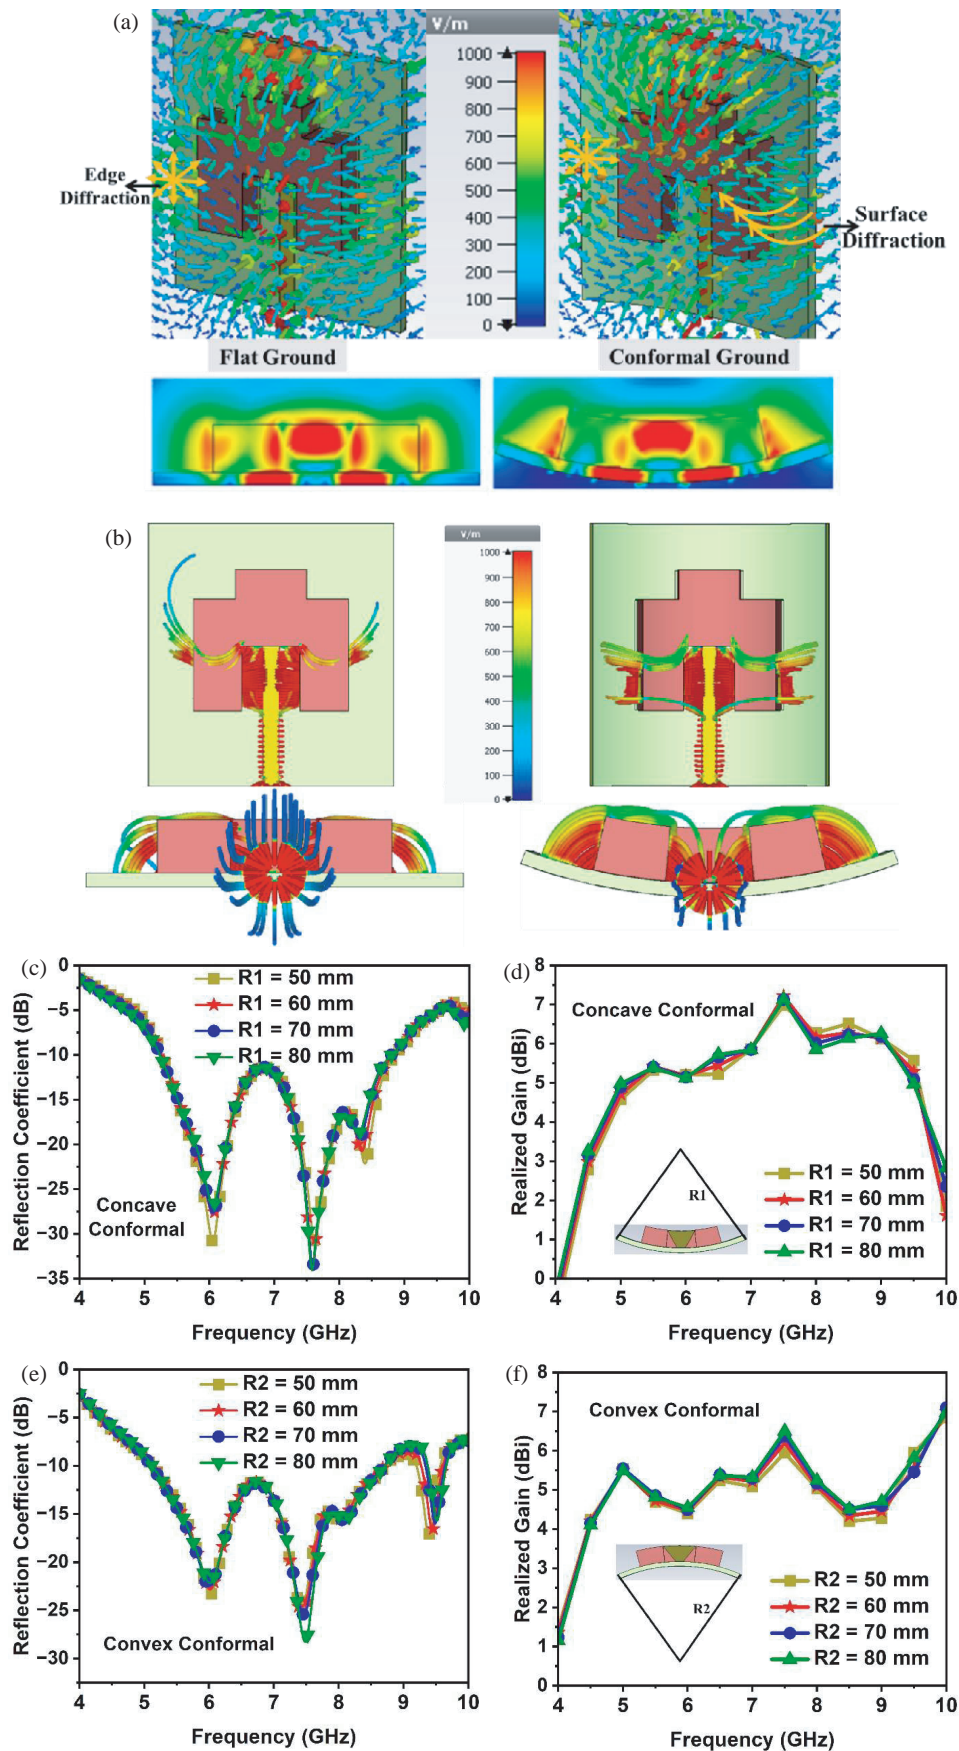 (a)
V/m
1000
900
800
700
600
500
400
300
200
100
0
Edge
Diffraction
Surface
Diffraction
Flat Ground
Conformal Ground
(b)
V/m
1000
900
800
700
600
500
400
300
200
100
0
(c)
0
−5
−10
−15
−20
−25
−30
−35
Reflection Coefficient (dB)
R1 = 50 mm
R1 = 60 mm
R1 = 70 mm
R1 = 80 mm
Concave
Conformal
4 5 6 7 8 9 10
Frequency (GHz)
(d)
8
7
6
5
4
3
2
1
0
Realized Gain (dBi)
Concave Conformal
R1
R1 = 50 mm
R1 = 60 mm
R1 = 70 mm
R1 = 80 mm
4 5 6 7 8 9 10
Frequency (GHz)
(e)
0
−5
−10
−15
−20
−25
−30
Reflection Coefficient (dB)
R2 = 50 mm
R2 = 60 mm
R2 = 70 mm
R2 = 80 mm
Convex Conformal
4 5 6 7 8 9 10
Frequency (GHz)
(f)
8
7
6
5
4
3
2
1
0
Realized Gain (dBi)
Convex Conformal
R2
R2 = 50 mm
R2 = 60 mm
R2 = 70 mm
R2 = 80 mm
4 5 6 7 8 9 10
Frequency (GHz)